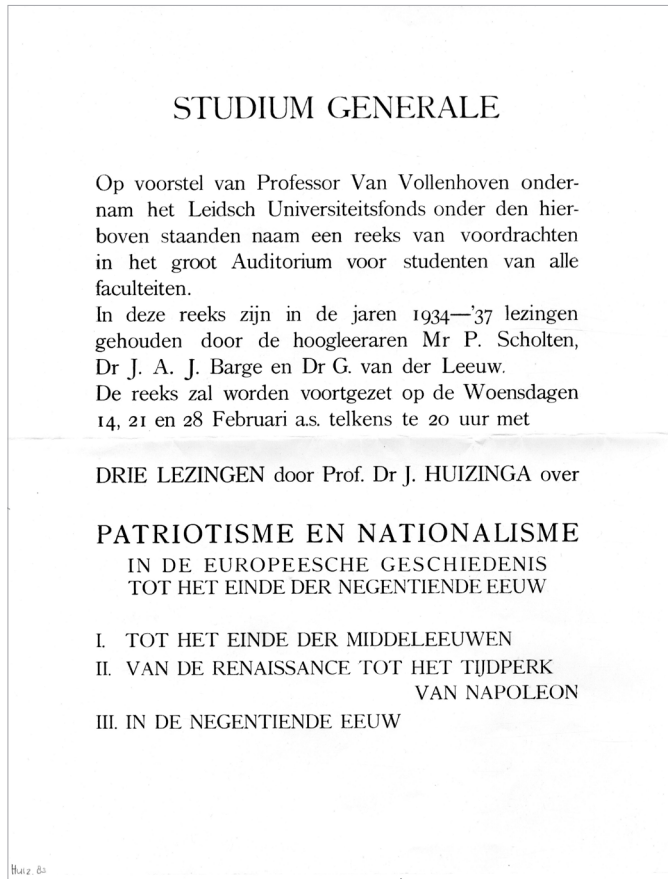 STUDIUM GENERALE
Op voorstel van Professor Van Vollenhoven onder-
nam het Leidsch Universiteitsfonds onder den hier-
boven staanden naam een reeks van voordrachten
in het groot Auditorium voor studenten van alle
faculteiten.
In deze reeks zijn in de jaren 1934—'37 lezingen
gehouden door de hoogleeraren Mr P. Scholten,
Dr J. A. J. Barge en Dr G. van der Leeuw.
De reeks zal worden voortgezet op de Woensdagen
14, 21 en 28 Februari a.s. telkens te 20 uur met
DRIE LEZINGEN door Prof. Dr J. HUIZINGA over
PATRIOTISME EN NATIONALISME
IN DE EUROPEESCHE GESCHIEDENIS
TOT HET EINDE DER NEGENTIENDE EEUW
I. TOT HET EINDE DER MIDDELEEUWEN
II. VAN DE RENAISSANCE TOT HET TIJDPERK
VAN NAPOLEON
III. IN DE NEGENTIENDE EEUW
Huiz.